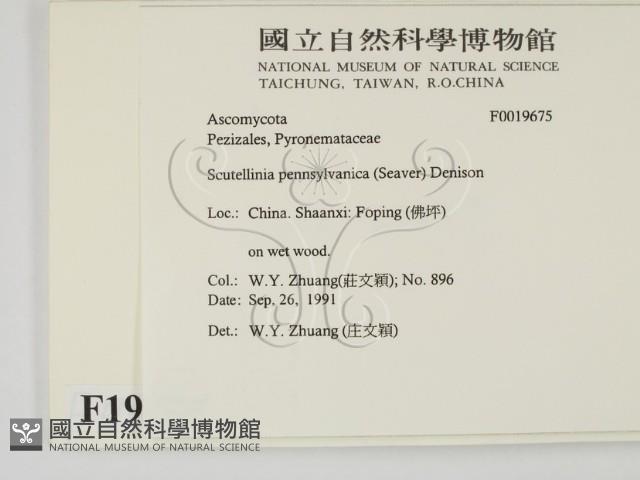 國立自然科學博物館
NATIONAL MUSEUM OF NATURAL SCIENCE
TAICHUNG, TAIWAN, R.O.CHINA
Ascomycota F0019675
Pezizales, Pyronemataceae
Scutellinia pennsylvanica (Seaver) Denison
Loc.: China. Shaanxi: Foping (佛坪)
on wet wood.
Col.: W.Y. Zhuang(莊文穎); No. 896
Date: Sep. 26, 1991
Det.: W.Y. Zhuang (庄文穎)
F19
國立自然科學博物館
NATIONAL MUSEUM OF NATURAL SCIENCE